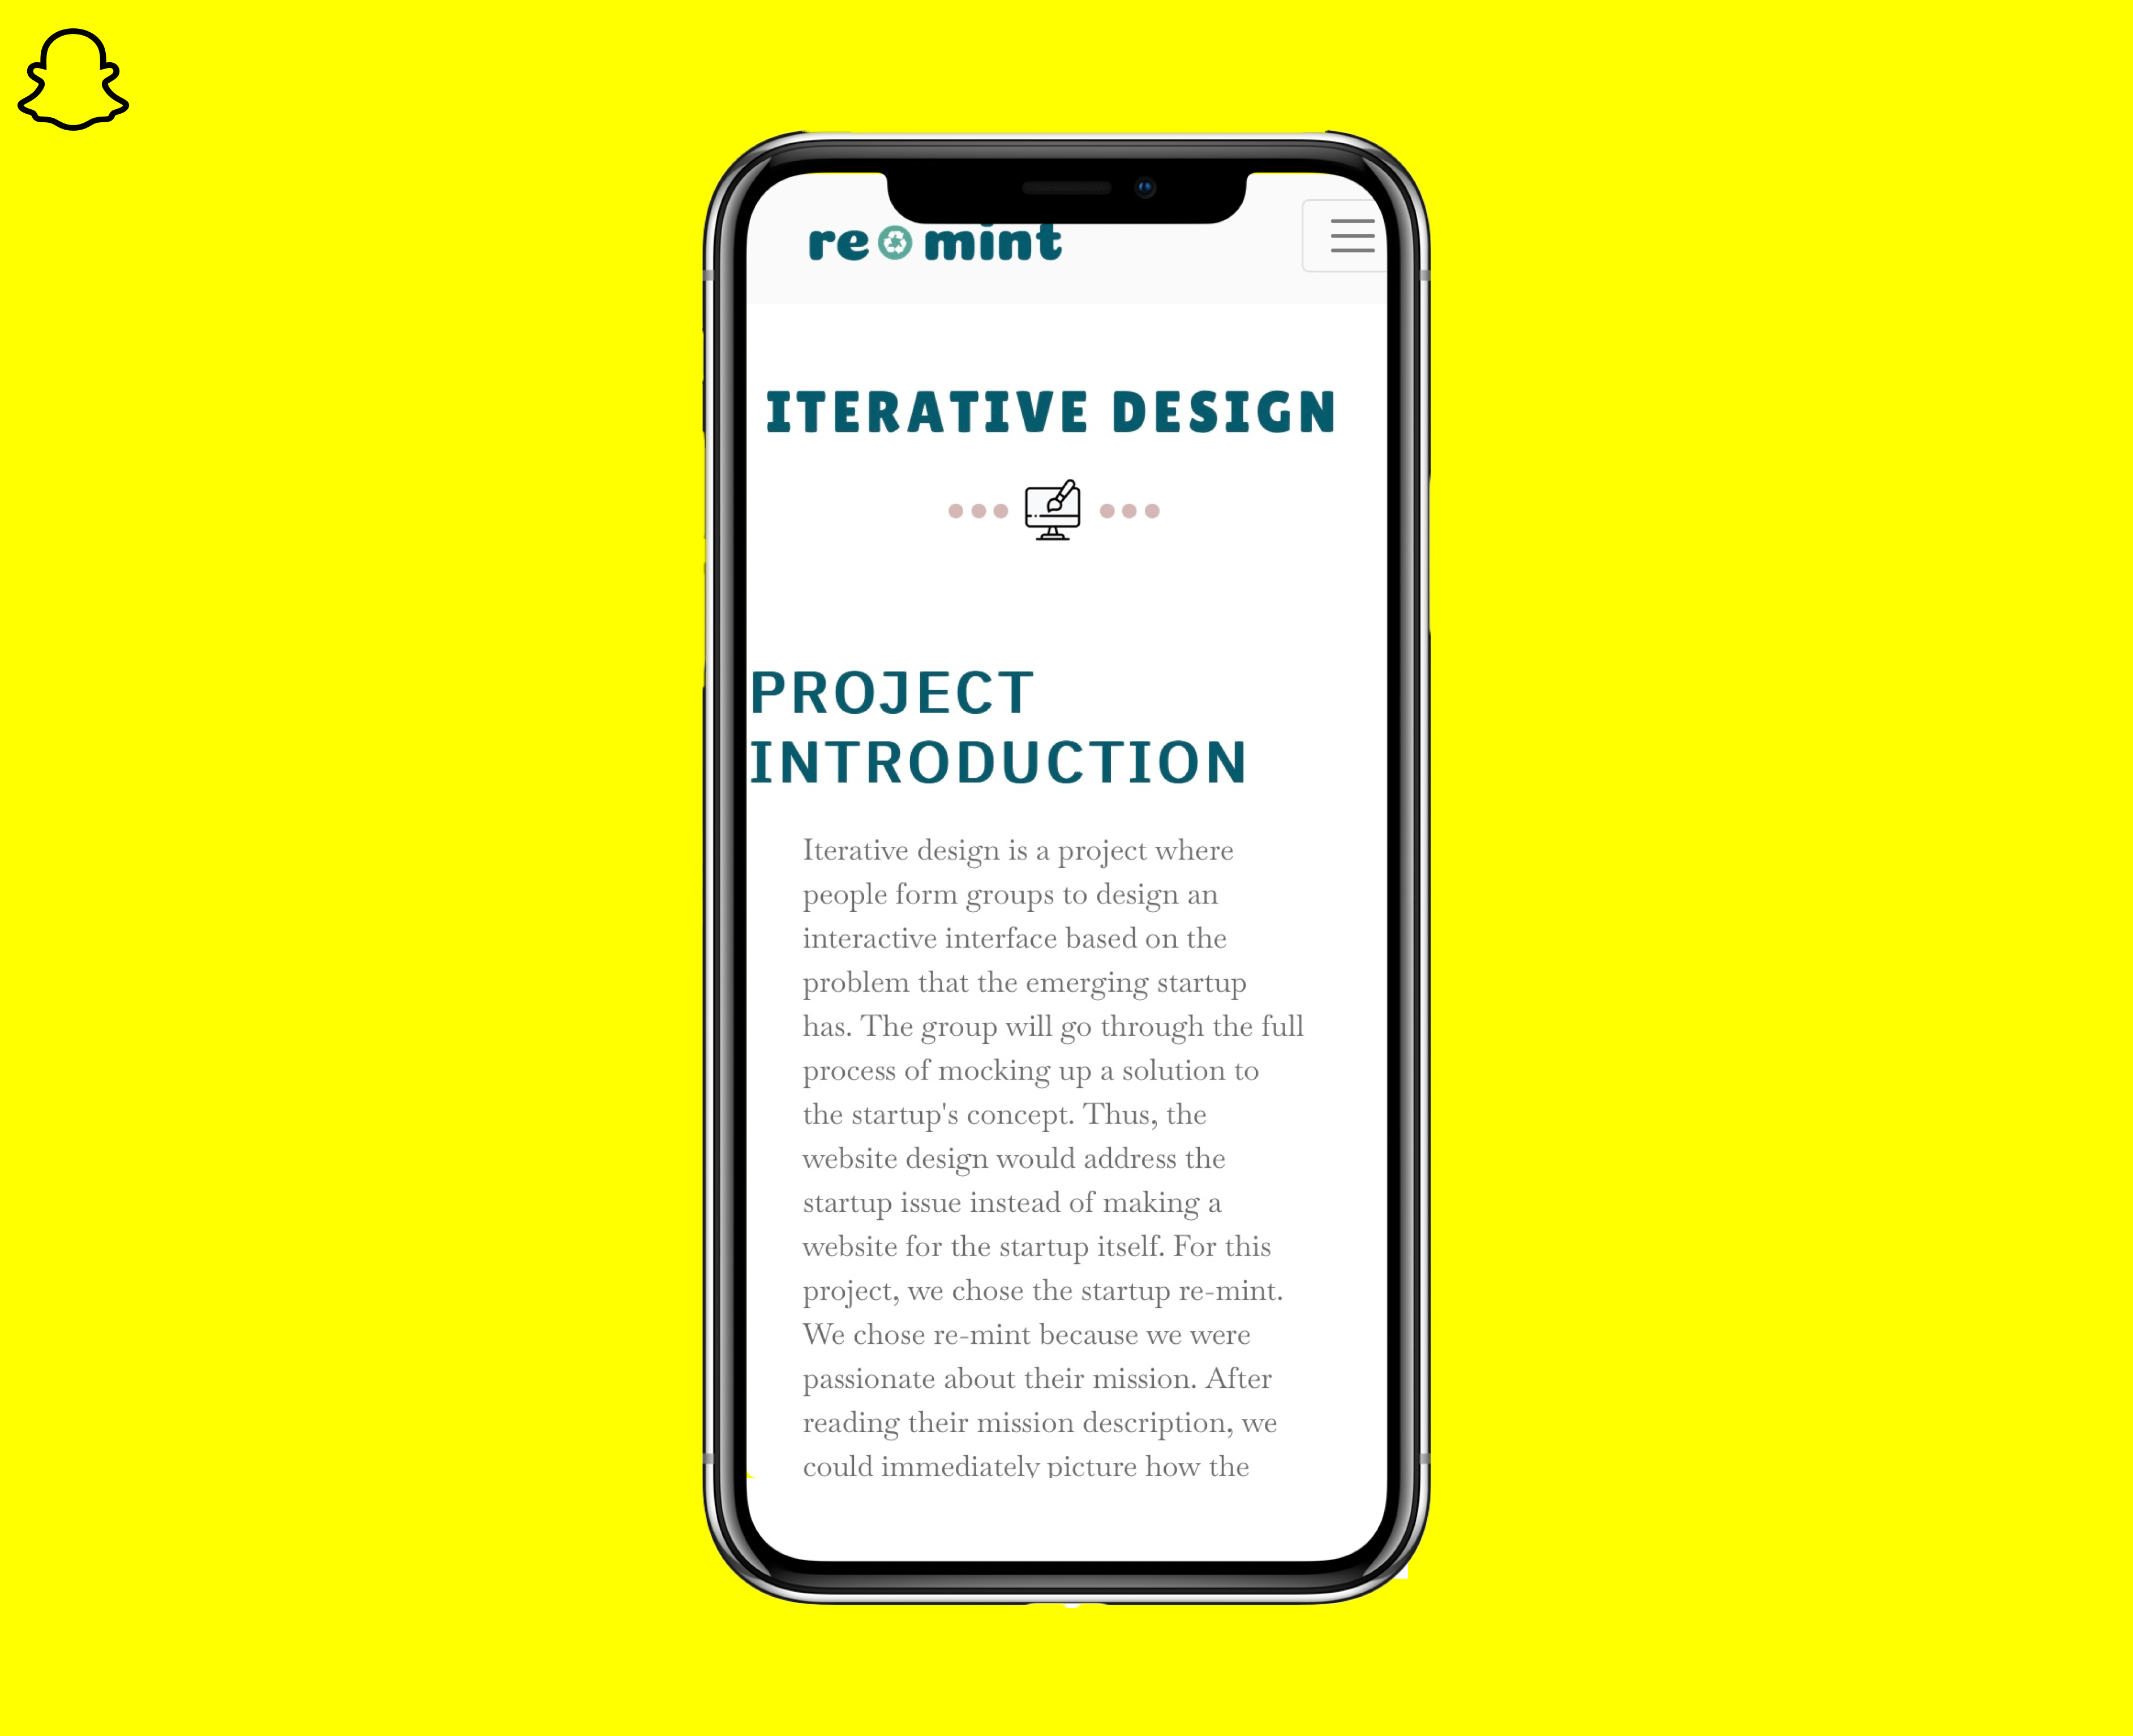 re mint
ITERATIVE DESIGN
PROJECT
INTRODUCTION
Iterative design is a project where
people form groups to design an
interactive interface based on the
problem that the emerging startup
has. The group will go through the full
process of mocking up a solution to
the startup's concept. Thus, the
website design would address the
startup issue instead of making a
website for the startup itself. For this
project, we chose the startup re-mint.
We chose re-mint because we were
passionate about their mission. After
reading their mission description, we
could immediately picture how the